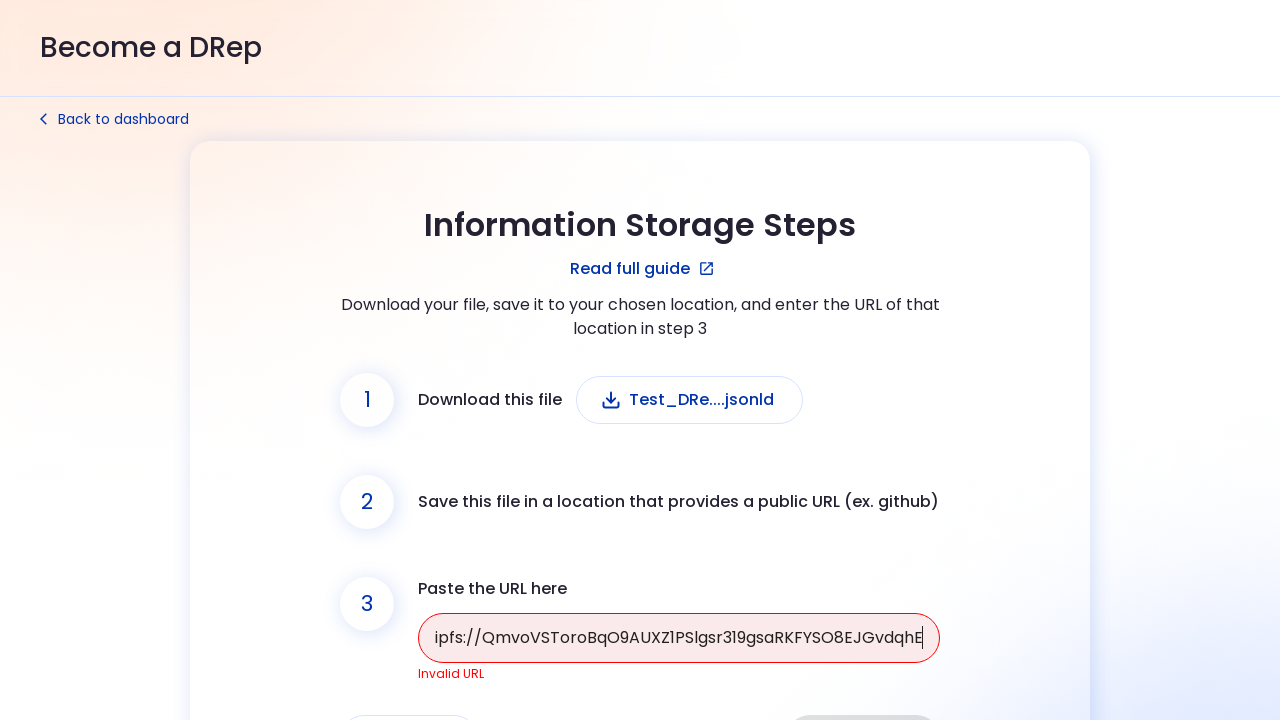 Become a DRep
Back to dashboard
Information Storage Steps
Read full guide
Download your file, save it to your chosen location, and enter the URL of that
location in step 3
1
Download this file
Test_DRe....jsonld
2
Save this file in a location that provides a public URL (ex. github)
3
Paste the URL here
ipfs://QmvoVSToroBqO9AUXZ1PSlgsr319gsaRKFYSO8EJGvdqhE
Invalid URL